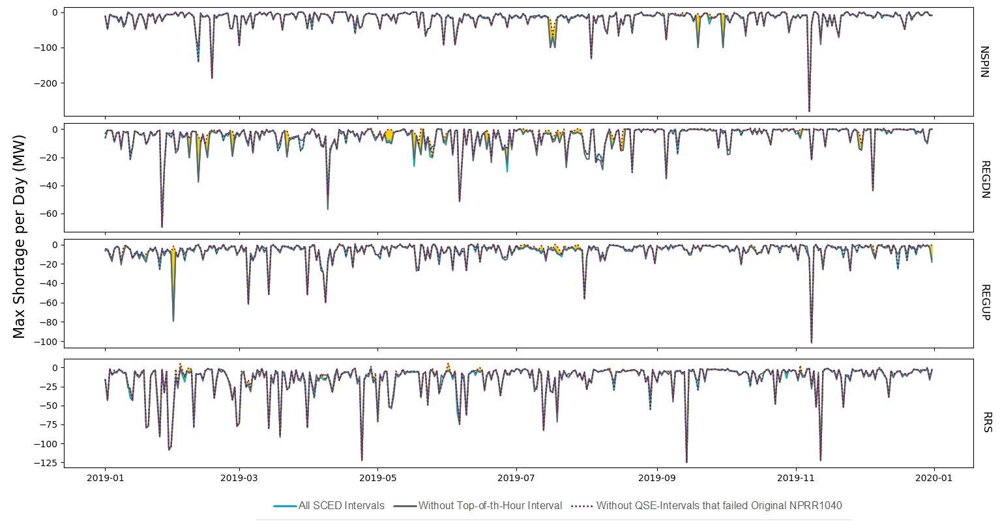 Max Shortage per Day (MW)
0
−100
−200
NSPIN
0
−20
−40
−60
REGDN
0
−20
−40
−60
−80
−100
REGUP
0
−25
−50
−75
−100
−125
RRS
2019-01 2019-03 2019-05 2019-07 2019-09 2019-11 2020-01
All SCED Intervals Without Top-of-th-Hour Interval Without QSE-Intervals that failed Original NPRR1040